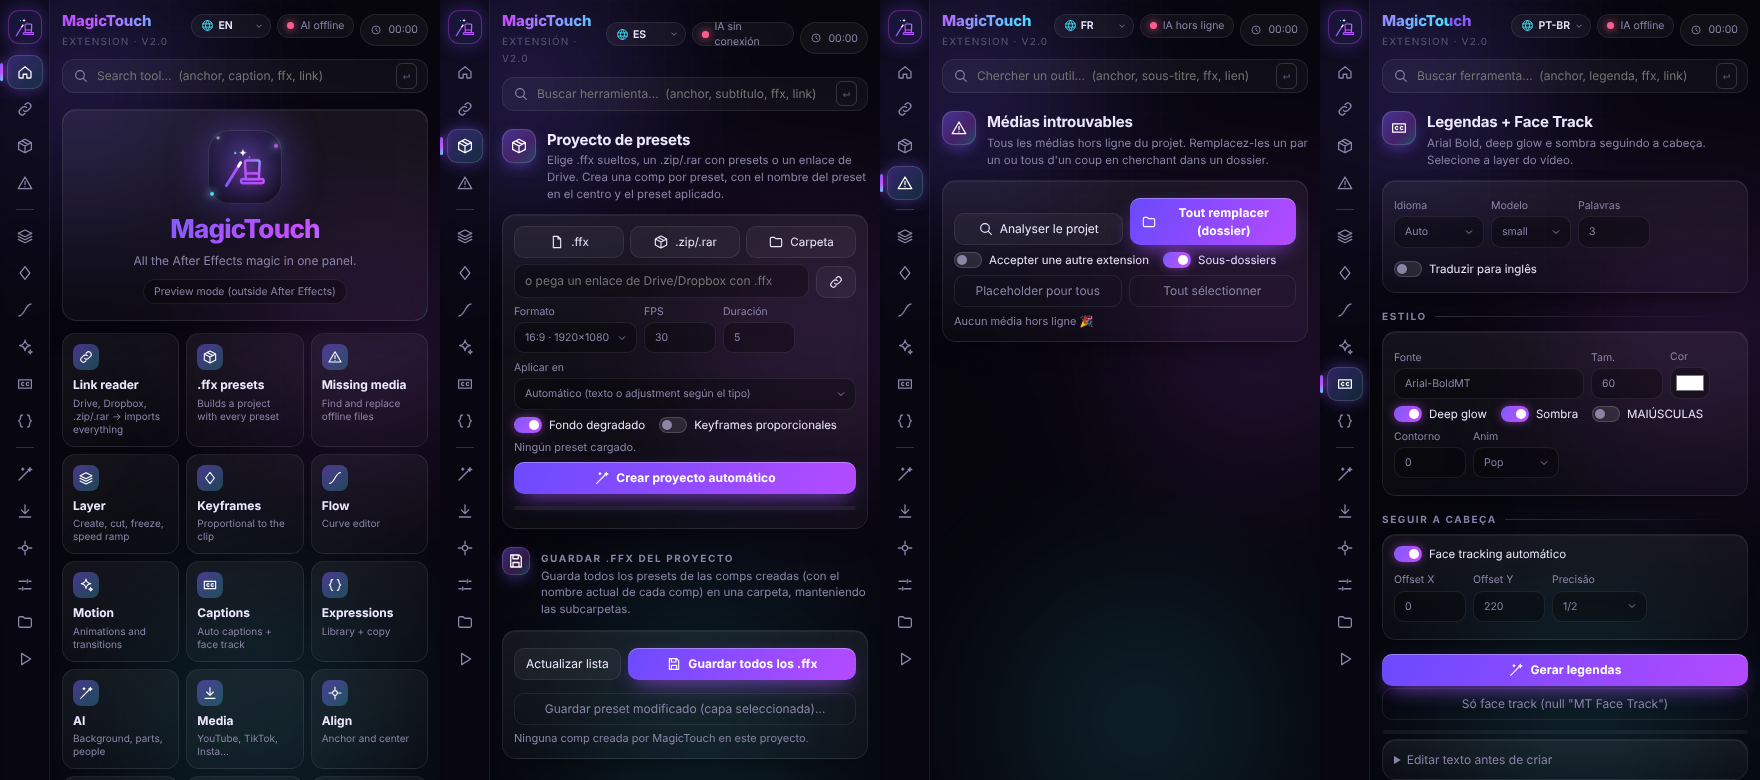 MagicTouch
EXTENSION · V2.0
EN
AI offline
00:00
Search tool... (anchor, caption, ffx, link)
MagicTouch
All the After Effects magic in one panel.
Preview mode (outside After Effects)
Link reader
Drive, Dropbox,
.zip/.rar → imports
everything
.ffx presets
Builds a project
with every preset
Missing media
Find and replace
offline files
Layer
Create, cut, freeze,
speed ramp
Keyframes
Proportional to the
clip
Flow
Curve editor
Motion
Animations and
transitions
Captions
Auto captions +
face track
Expressions
Library + copy
AI
Background, parts,
people
Media
YouTube, TikTok,
Insta...
Align
Anchor and center
MagicTouch
EXTENSIÓN ·
V2.0
ES
IA sin
conexión
00:00
Buscar herramienta... (anchor, subtítulo, ffx, link)
Proyecto de presets
Elige .ffx sueltos, un .zip/.rar con presets o un enlace de
Drive. Crea una comp por preset, con el nombre del preset
en el centro y el preset aplicado.
.ffx
.zip/.rar
Carpeta
o pega un enlace de Drive/Dropbox con .ffx
Formato
FPS
Duración
16:9 · 1920×1080
30
5
Aplicar en
Automático (texto o adjustment según el tipo)
Fondo degradado
Keyframes proporcionales
Ningún preset cargado.
Crear proyecto automático
GUARDAR .FFX DEL PROYECTO
Guarda todos los presets de las comps creadas (con el
nombre actual de cada comp) en una carpeta, manteniendo
las subcarpetas.
Actualizar lista
Guardar todos los .ffx
Guardar preset modificado (capa seleccionada)...
Ninguna comp creada por MagicTouch en este proyecto.
MagicTouch
EXTENSION · V2.0
FR
IA hors ligne
00:00
Chercher un outil... (anchor, sous-titre, ffx, lien)
Médias introuvables
Tous les médias hors ligne du projet. Remplacez-les un par
un ou tous d'un coup en cherchant dans un dossier.
Analyser le projet
Tout remplacer
(dossier)
Accepter une autre extension
Sous-dossiers
Placeholder pour tous
Tout sélectionner
Aucun média hors ligne 🎉
MagicTouch
EXTENSION · V2.0
PT-BR
IA offline
00:00
Buscar ferramenta... (anchor, legenda, ffx, link)
Legendas + Face Track
Arial Bold, deep glow e sombra seguindo a cabeça.
Selecione a layer do vídeo.
Idioma
Modelo
Palavras
Auto
small
3
Traduzir para inglês
ESTILO
Fonte
Tam.
Cor
Arial-BoldMT
60
Deep glow
Sombra
MAIÚSCULAS
Contorno
Anim
0
Pop
SEGUIR A CABEÇA
Face tracking automático
Offset X
Offset Y
Precisão
0
220
1/2
Gerar legendas
Só face track (null "MT Face Track")
▶ Editar texto antes de criar